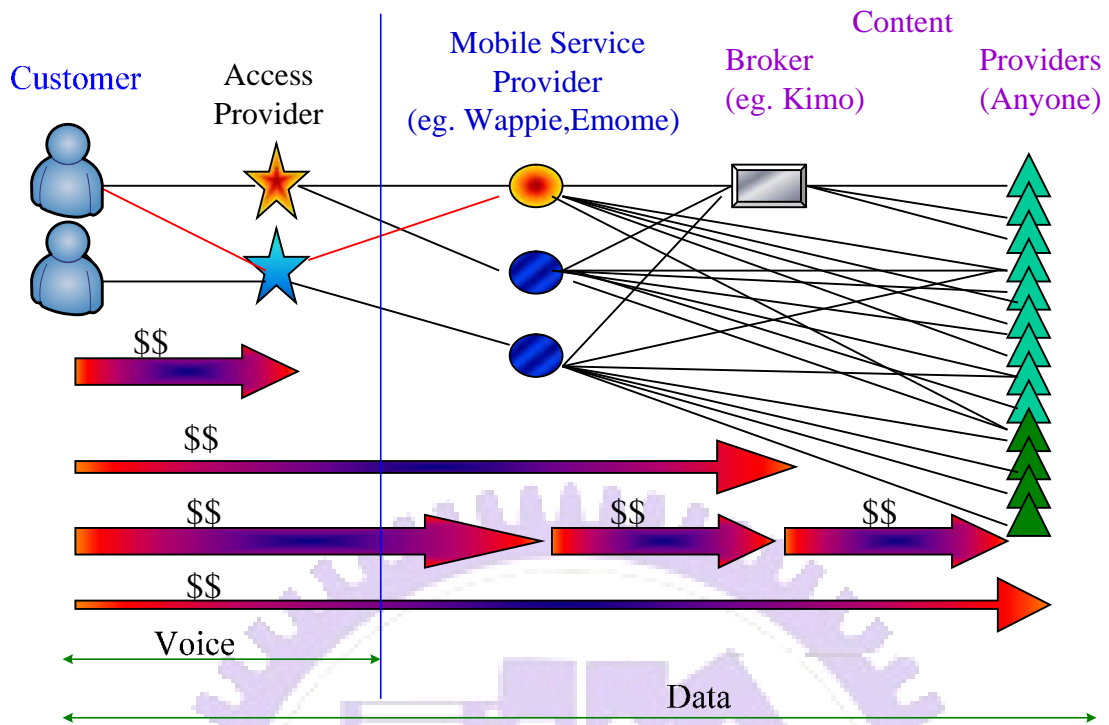 Content
Customer
Access
Provider
Mobile Service
Provider
(eg. Wappie,Emome)
Broker
(eg. Kimo)
Providers
(Anyone)
$$
$$
$$
$$
$$
$$
Voice
Data